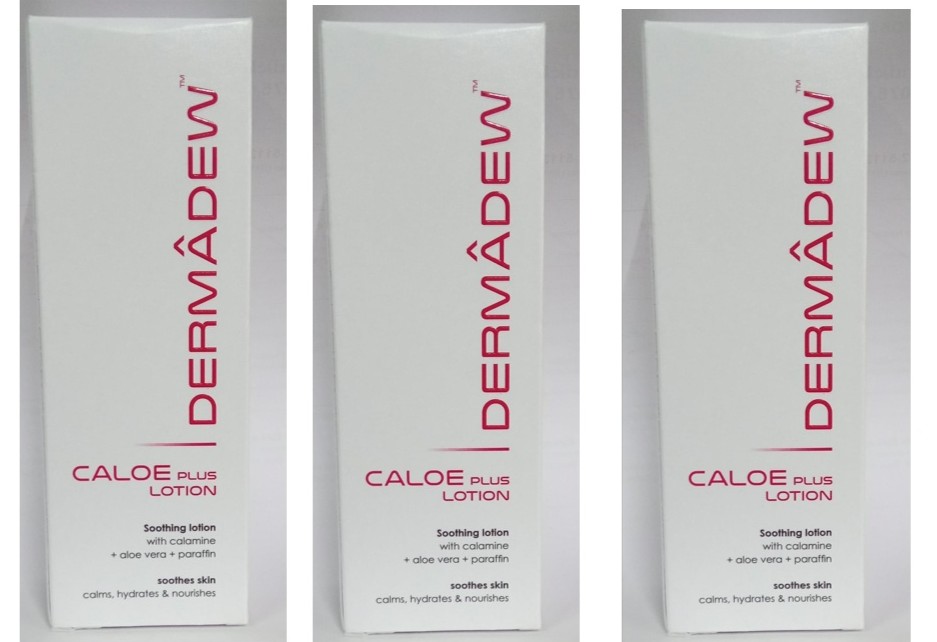 DERMÂDEW™
CALOE PLUS
LOTION
Soothing lotion
with calamine
+ aloe vera + paraffin
soothes skin
calms, hydrates & nourishes
DERMÂDEW™
CALOE PLUS
LOTION
Soothing lotion
with calamine
+ aloe vera + paraffin
soothes skin
calms, hydrates & nourishes
DERMÂDEW™
CALOE PLUS
LOTION
Soothing lotion
with calamine
+ aloe vera + paraffin
soothes skin
calms, hydrates & nourishes